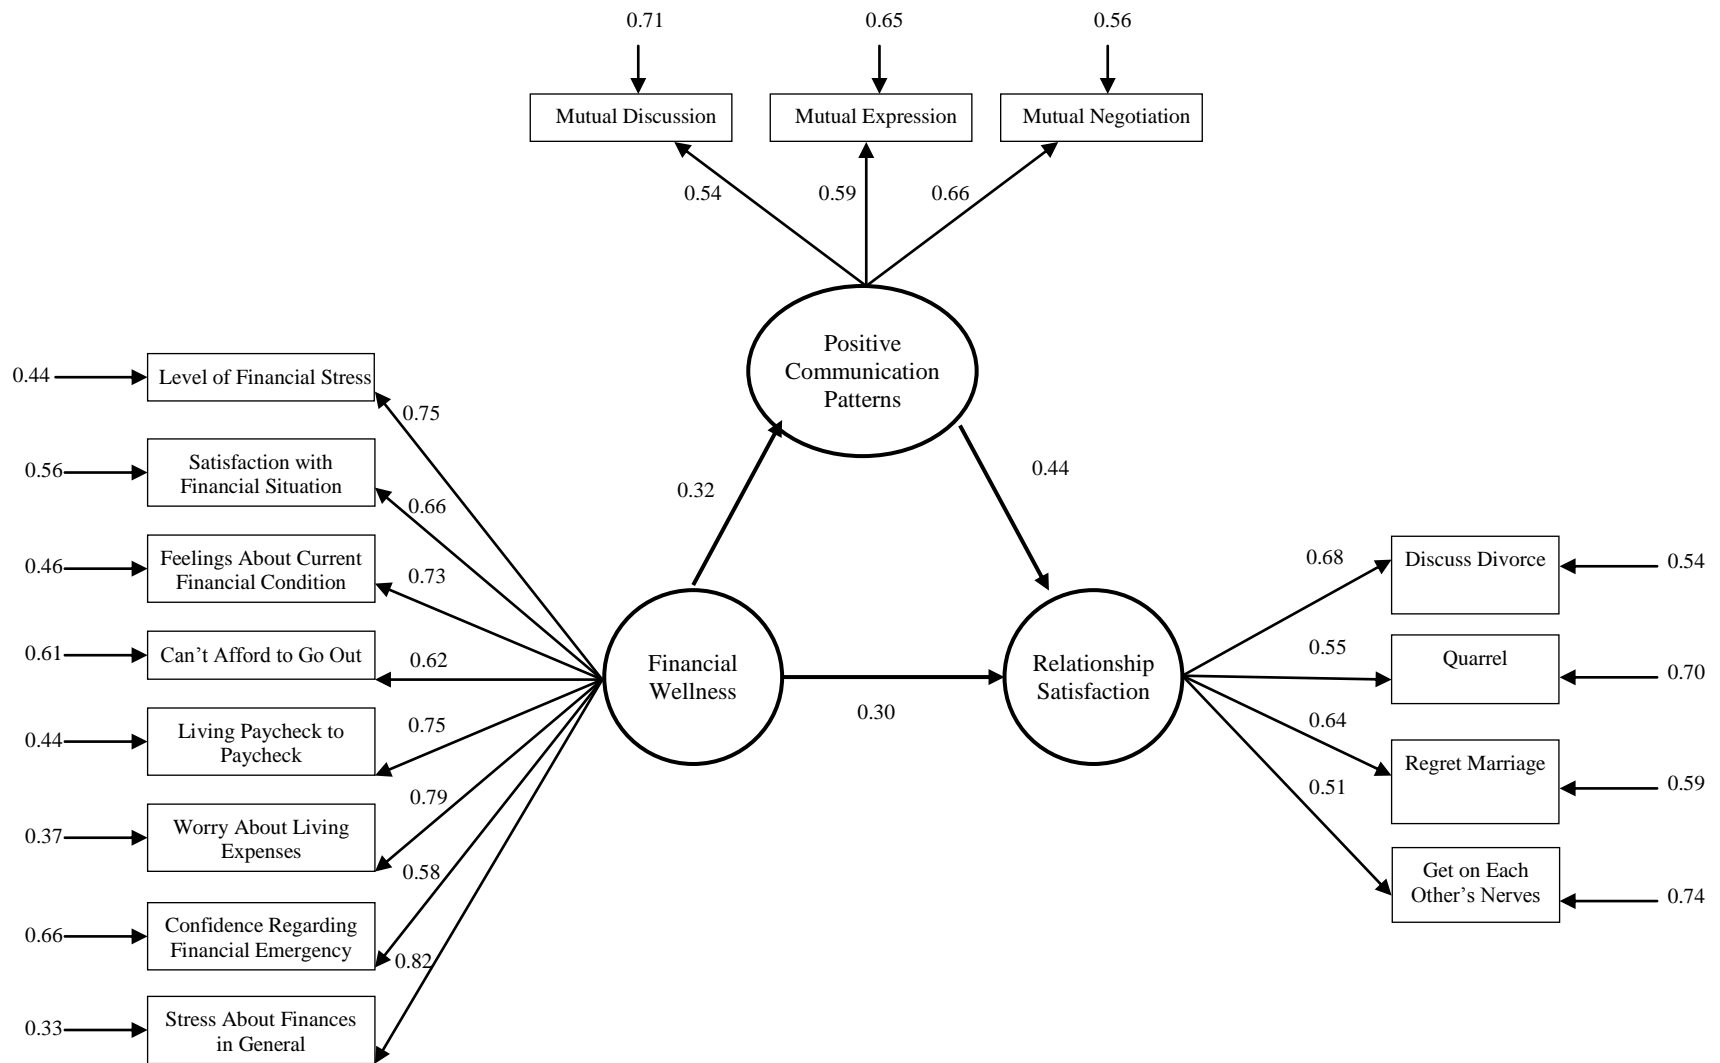 0.71
0.65
0.56
Mutual Discussion
Mutual Expression
Mutual Negotiation
0.54
0.59
0.66
Positive
Communication
Patterns
0.44
Level of Financial Stress
0.75
0.56
Satisfaction with
Financial Situation
0.66
0.46
Feelings About Current
Financial Condition
0.73
0.61
Can’t Afford to Go Out
0.62
0.44
Living Paycheck to
Paycheck
0.75
0.37
Worry About Living
Expenses
0.79
0.66
Confidence Regarding
Financial Emergency
0.58
0.33
Stress About Finances
in General
0.82
0.32
0.44
Financial
Wellness
0.30
Relationship
Satisfaction
0.68
Discuss Divorce
0.54
0.55
Quarrel
0.70
0.64
Regret Marriage
0.59
0.51
Get on Each
Other’s Nerves
0.74